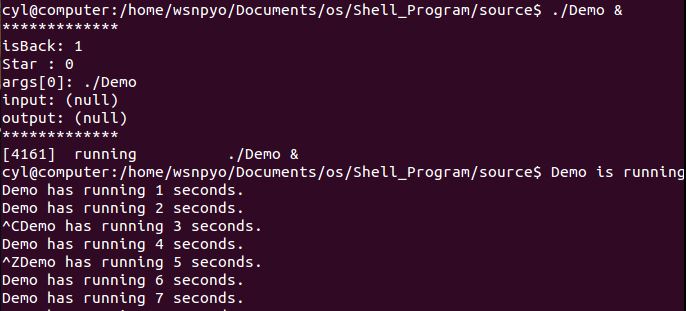 cyl@computer:/home/wsnpyo/Documents/os/Shell_Program/source$ ./Demo &
*************
isBack: 1
Star : 0
args[0]: ./Demo
input: (null)
output: (null)
*************
[4161]  running          ./Demo &
cyl@computer:/home/wsnpyo/Documents/os/Shell_Program/source$ Demo is running
Demo has running 1 seconds.
Demo has running 2 seconds.
^CDemo has running 3 seconds.
Demo has running 4 seconds.
^ZDemo has running 5 seconds.
Demo has running 6 seconds.
Demo has running 7 seconds.